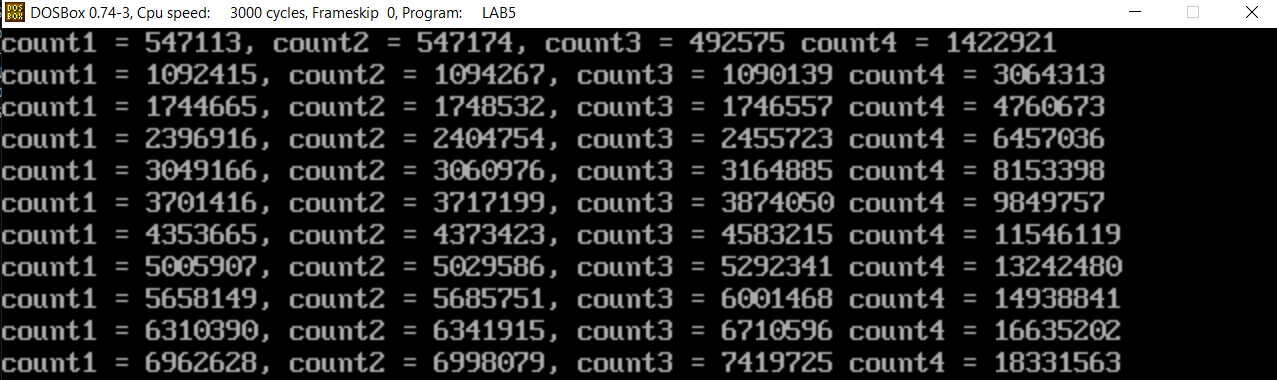 DOSBox 0.74-3, Cpu speed: 3000 cycles, Frameskip 0, Program: LAB5
count1 = 547113, count2 = 547174, count3 = 492575 count4 = 1422921
count1 = 1092415, count2 = 1094267, count3 = 1090139 count4 = 3064313
count1 = 1744665, count2 = 1748532, count3 = 1746557 count4 = 4760673
count1 = 2396916, count2 = 2404754, count3 = 2455723 count4 = 6457036
count1 = 3049166, count2 = 3060976, count3 = 3164885 count4 = 8153398
count1 = 3701416, count2 = 3717199, count3 = 3874050 count4 = 9849757
count1 = 4353665, count2 = 4373423, count3 = 4583215 count4 = 11546119
count1 = 5005907, count2 = 5029586, count3 = 5292341 count4 = 13242480
count1 = 5658149, count2 = 5685751, count3 = 6001468 count4 = 14938841
count1 = 6310390, count2 = 6341915, count3 = 6710596 count4 = 16635202
count1 = 6962628, count2 = 6998079, count3 = 7419725 count4 = 18331563